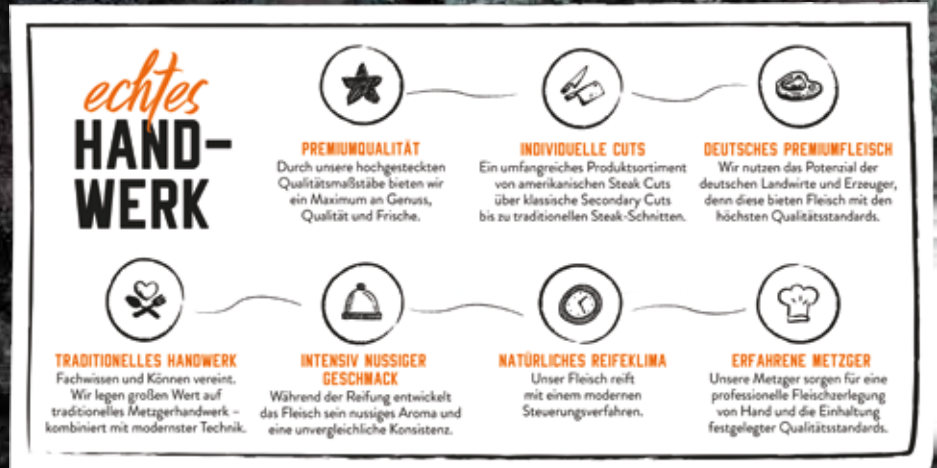 echtes
HAND-
WERK
PREMIUMQUALITÄT
Durch unsere hochgesteckten
Qualitätsmaßstäbe bieten wir
ein Maximum an Genuss,
Qualität und Frische.
INDIVIDUELLE CUTS
Ein umfangreiches Produktsortiment
von amerikanischen Steak Cuts
über klassische Secondary Cuts
bis zu traditionellen Steak-Schnitten.
DEUTSCHES PREMIUMFLEISCH
Wir nutzen das Potenzial der
deutschen Landwirte und Erzeuger,
denn diese bieten Fleisch mit den
höchsten Qualitätsstandards.
TRADITIONELLES HANDWERK
Fachwissen und Können vereint.
Wir legen großen Wert auf
traditionelles Metzgerhandwerk –
kombiniert mit modernster Technik.
INTENSIV NUSSIGER
GESCHMACK
Während der Reifung entwickelt
das Fleisch sein nussiges Aroma und
eine unvergleichliche Konsistenz.
NATÜRLICHES REIFEKLIMA
Unser Fleisch reift
mit einem modernen
Steuerungsverfahren.
ERFAHRENE METZGER
Unsere Metzger sorgen für eine
professionelle Fleischzerlegung
von Hand und die Einhaltung
festgelegter Qualitätsstandards.